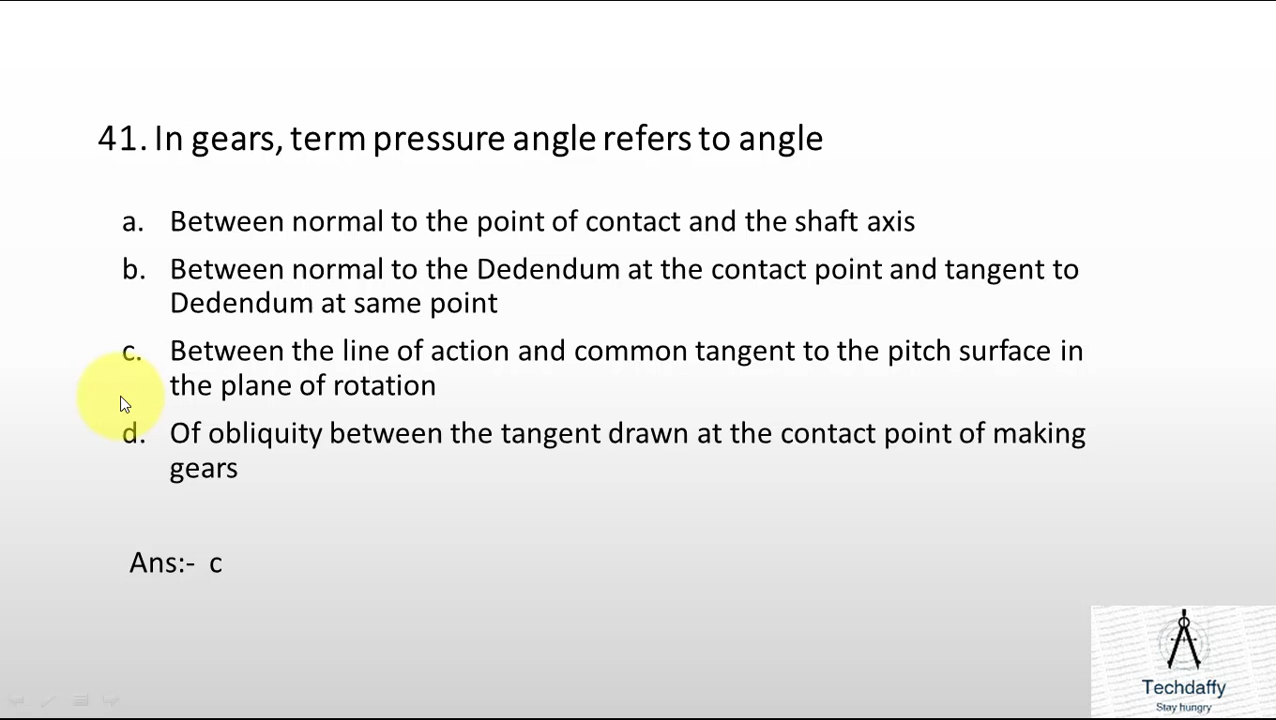 41. In gears, term pressure angle refers to angle
a. Between normal to the point of contact and the shaft axis
b. Between normal to the Dedendum at the contact point and tangent to
Dedendum at same point
c. Between the line of action and common tangent to the pitch surface in
the plane of rotation
d. Of obliquity between the tangent drawn at the contact point of making
gears
Ans:- c
Techdaffy
Stay hungry